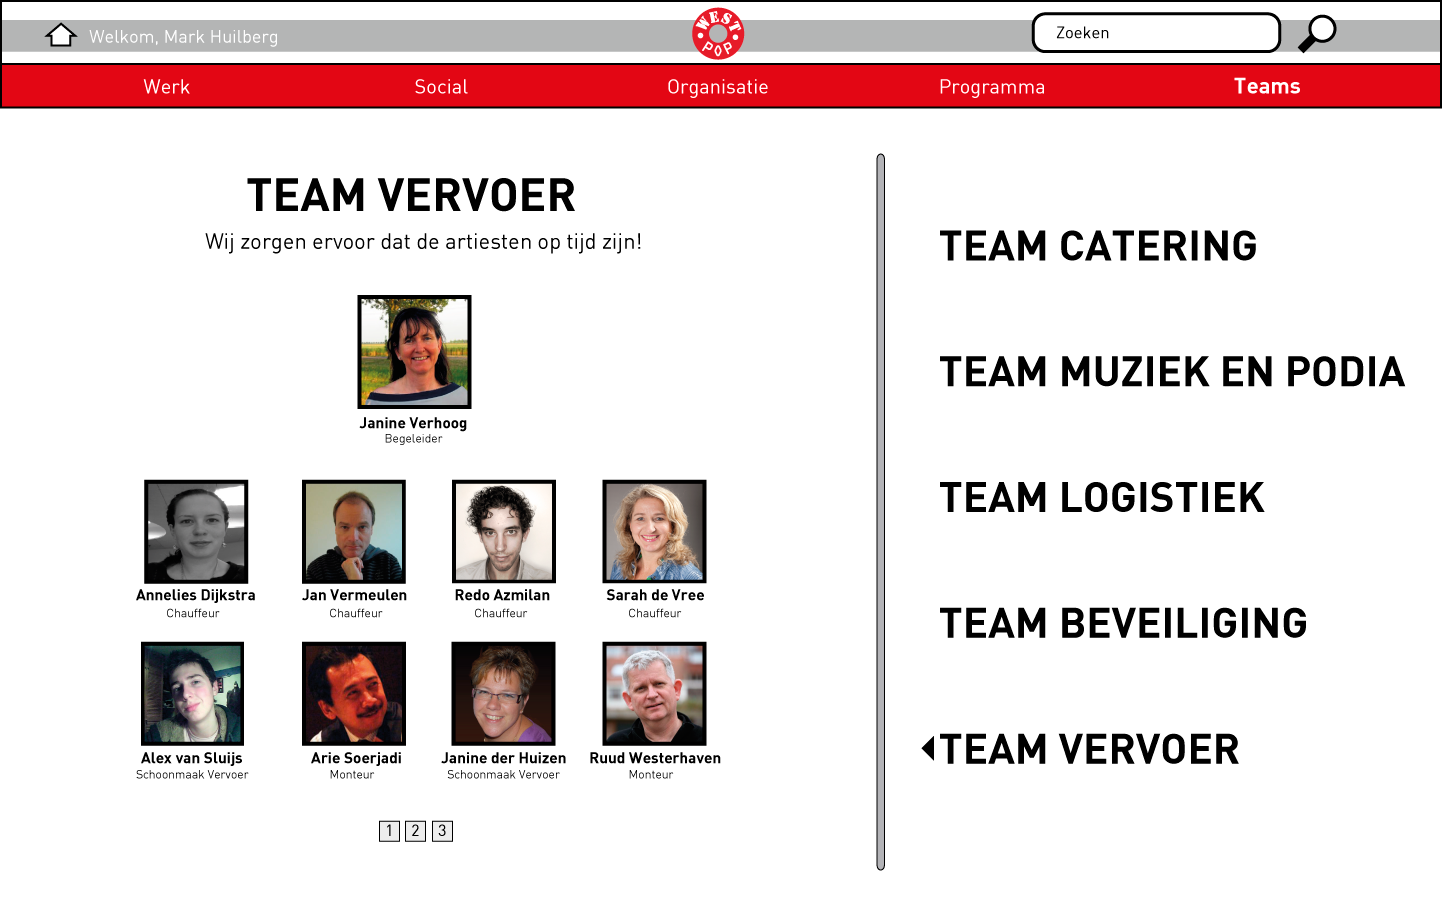 Welkom, Mark Huilberg
WEST
POP
Zoeken
Werk
Social
Organisatie
Programma
Teams
TEAM VERVOER
Wij zorgen ervoor dat de artiesten op tijd zijn!
Janine Verhoog
Begeleider
Annelies Dijkstra
Chauffeur
Jan Vermeulen
Chauffeur
Redo Azmilan
Chauffeur
Sarah de Vree
Chauffeur
Alex van Sluijs
Schoonmaak Vervoer
Arie Soerjadi
Monteur
Janine der Huizen
Schoonmaak Vervoer
Ruud Westerhaven
Monteur
1 2 3
TEAM CATERING
TEAM MUZIEK EN PODIA
TEAM LOGISTIEK
TEAM BEVEILIGING
TEAM VERVOER